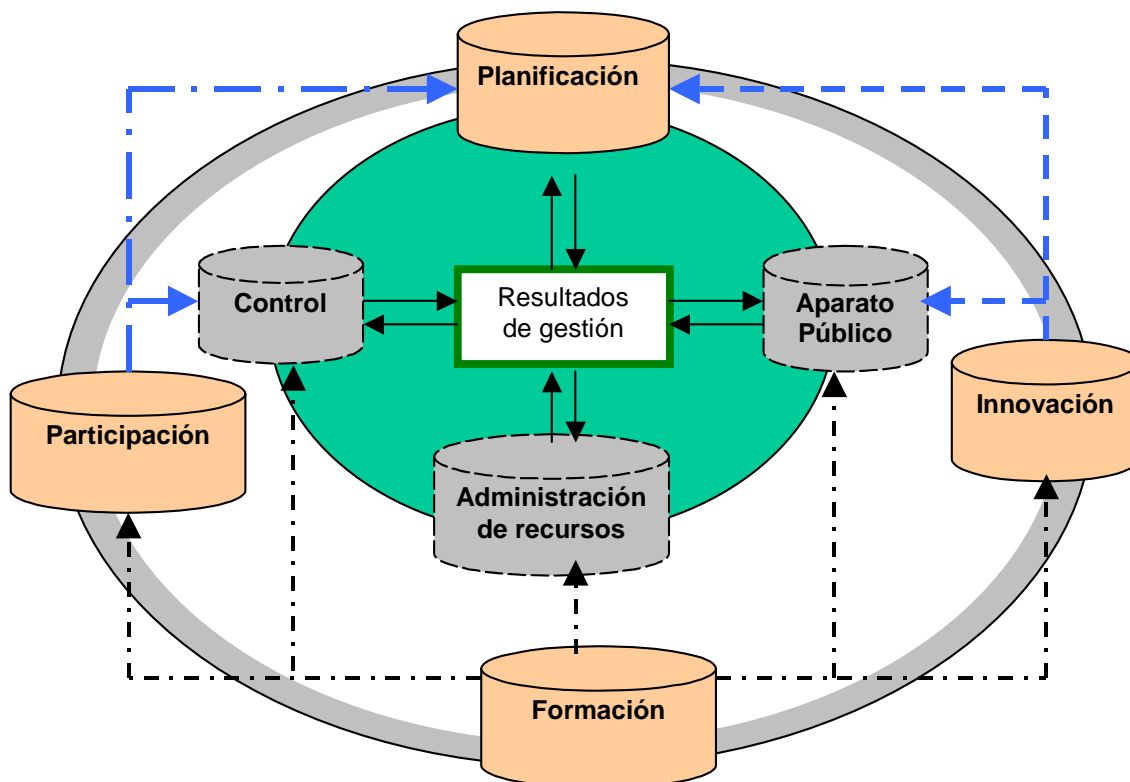 Planificación
Control
Resultados
de gestión
Aparato
Público
Participación
Innovación
Administración
de recursos
Formación